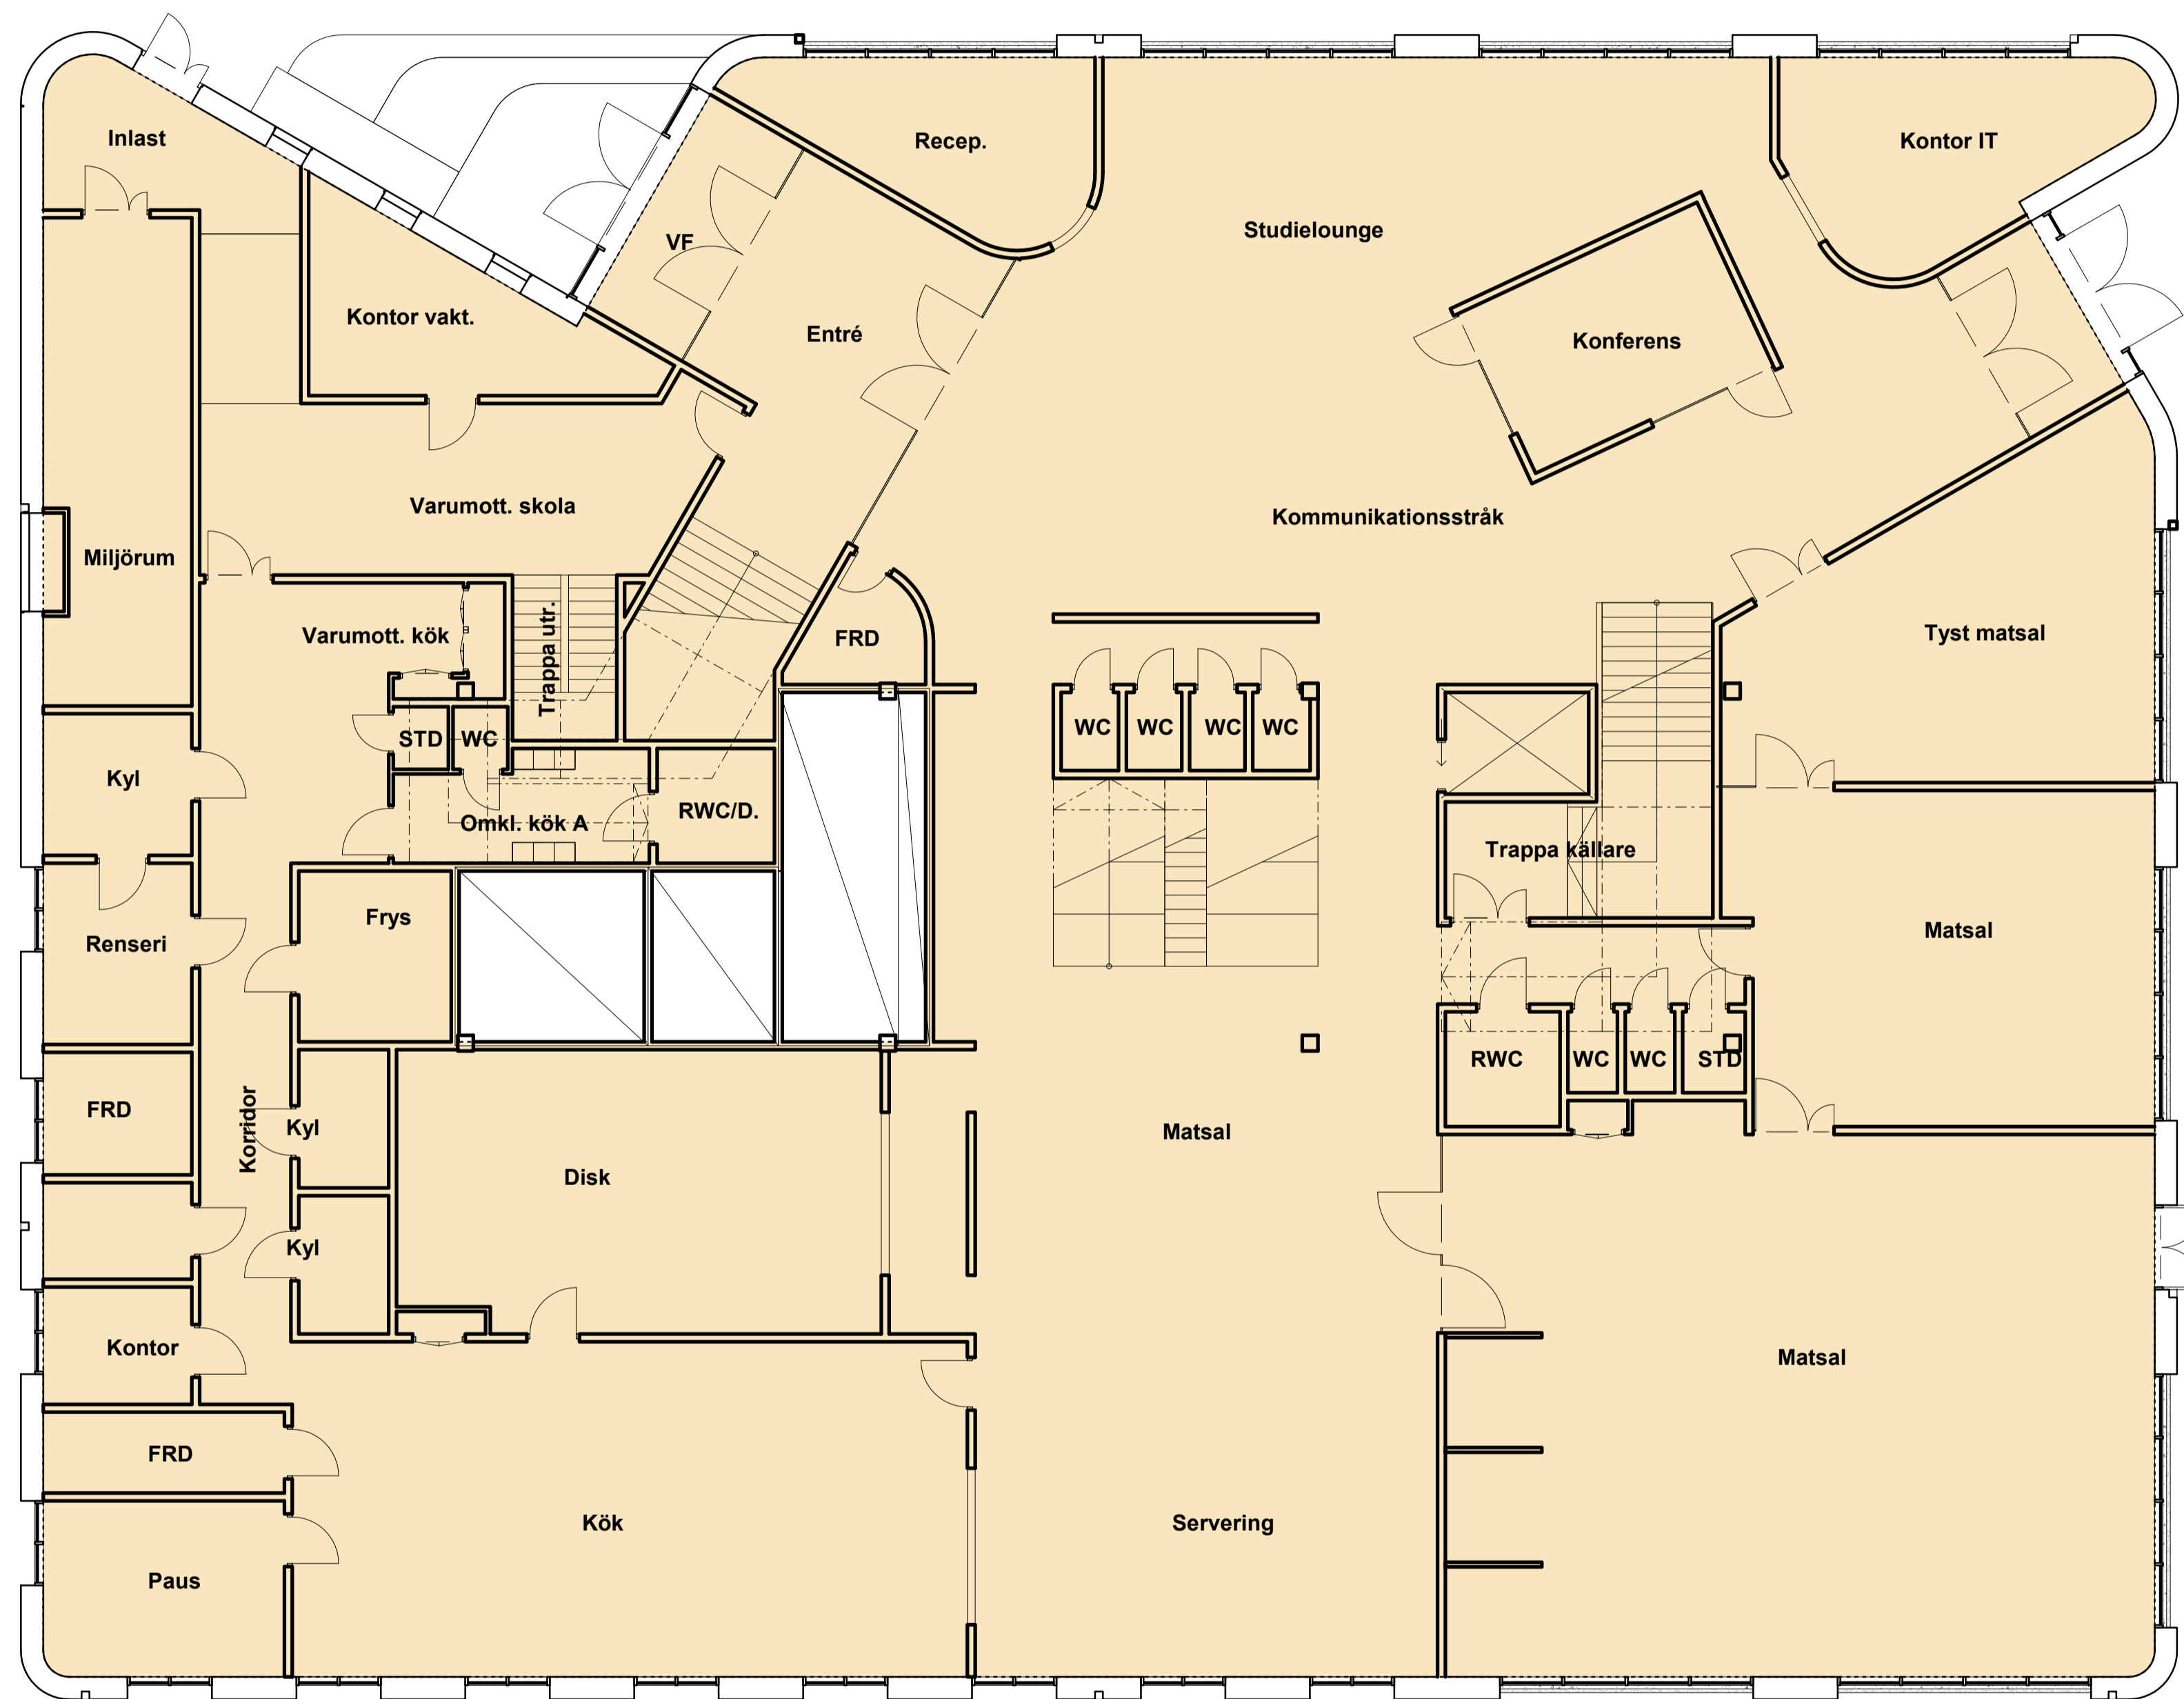 Inlast
Recep.
Kontor IT
Studielounge
VF
Kontor vakt.
Entré
Konferens
Varumott. skola
Kommunikationsstråk
Miljörum
Varumott. kök
Trappa utr.
FRD
Tyst matsal
STD
WC
WC
WC
WC
WC
Kyl
Omkl. kök A
RWC/D.
Trappa källare
Frys
Renseri
Matsal
RWC
WC
WC
STD
FRD
Korridor
Kyl
Matsal
Disk
Kyl
Kontor
Matsal
FRD
Kök
Servering
Paus